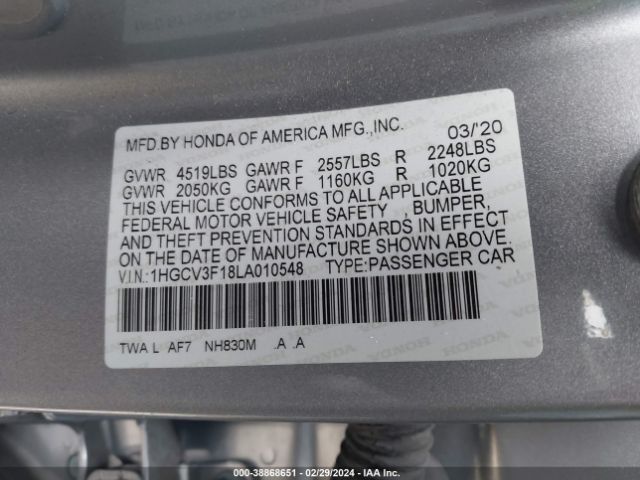 MFD.BY HONDA OF AMERICA MFG.,INC. 03/'20
GVWR 4519LBS GAWR F 2557LBS R 2248LBS
GVWR 2050KG GAWR F 1160KG R 1020KG
THIS VEHICLE CONFORMS TO ALL APPLICABLE
FEDERAL MOTOR VEHICLE SAFETY , BUMPER,
AND THEFT PREVENTION STANDARDS IN EFFECT
ON THE DATE OF MANUFACTURE SHOWN ABOVE.
V.I.N.:1HGCV3F18LA010548 TYPE:PASSENGER CAR
TWA L AF7 NH830M .A .A
000-38868651 - 02/29/2024 - IAA Inc.